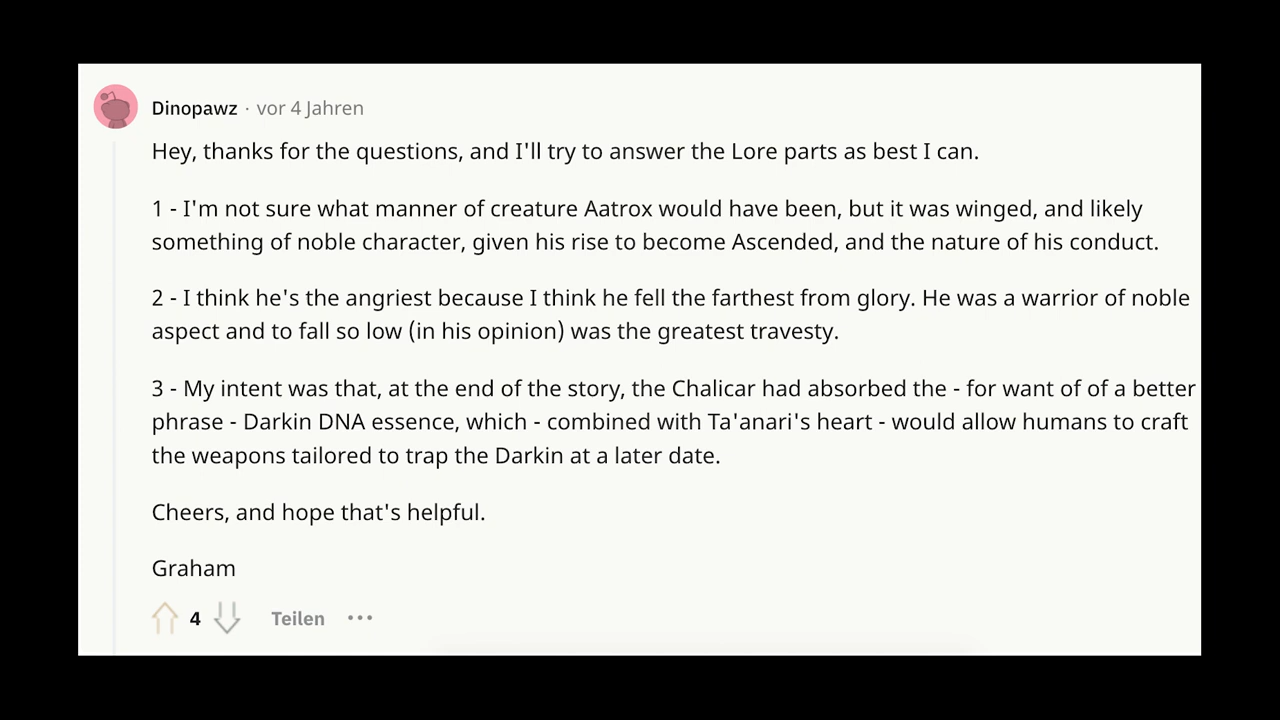 Dinopawz · vor 4 Jahren
Hey, thanks for the questions, and I'll try to answer the Lore parts as best I can.
1 - I'm not sure what manner of creature Aatrox would have been, but it was winged, and likely
something of noble character, given his rise to become Ascended, and the nature of his conduct.
2 - I think he's the angriest because I think he fell the farthest from glory. He was a warrior of noble
aspect and to fall so low (in his opinion) was the greatest travesty.
3 - My intent was that, at the end of the story, the Chalicar had absorbed the - for want of of a better
phrase - Darkin DNA essence, which - combined with Ta'anari's heart - would allow humans to craft
the weapons tailored to trap the Darkin at a later date.
Cheers, and hope that's helpful.
Graham
4 Teilen •••